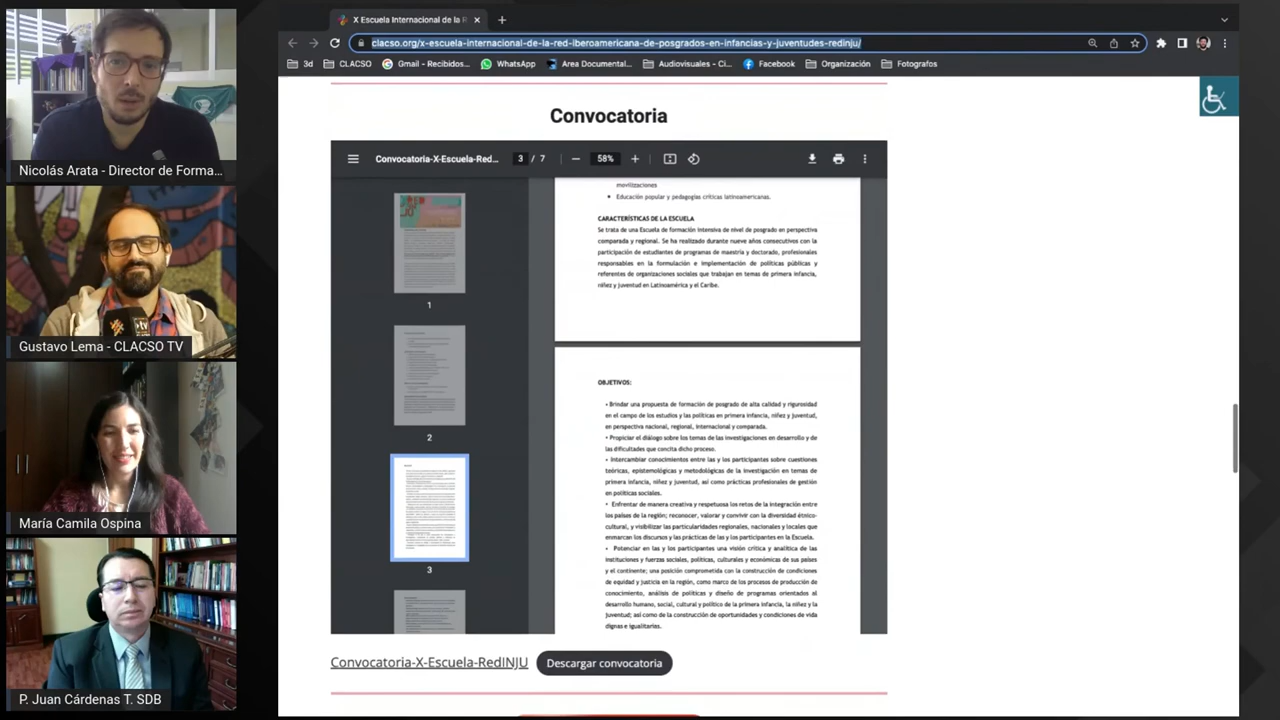 Nicolás Arata - Director de Forma...
Gustavo Lema - CLACSO TV
María Camila Ospina
P. Juan Cárdenas T. SDB
X Escuela Internacional de la R
clacso.org/x-escuela-internacional-de-la-red-iberoamericana-de-posgrados-en-infancias-y-juventudes-redinju/
3d
CLACSO
Gmail - Recibidos...
WhatsApp
Area Documental...
Audiovisuales - Ci...
Facebook
Organización
Fotografos
Convocatoria
Convocatoria-X-Escuela-Red...
3 / 7
58%
1
2
3
movilizaciones
• Educación popular y pedagogías críticas latinoamericanas.
CARACTERÍSTICAS DE LA ESCUELA
Se trata de una Escuela de formación intensiva de nivel de posgrado en perspectiva
comparada y regional. Se ha realizado durante nueve años consecutivos con la
participación de estudiantes de programas de maestría y doctorado, profesionales
responsables en la formulación e implementación de políticas públicas y
referentes de organizaciones sociales que trabajan en temas de primera infancia,
niñez y juventud en Latinoamérica y el Caribe.
OBJETIVOS:
• Brindar una propuesta de formación de posgrado de alta calidad y rigurosidad
en el campo de los estudios y las políticas en primera infancia, niñez y juventud,
en perspectiva nacional, regional, internacional y comparada.
• Propiciar el diálogo sobre los temas de las investigaciones en desarrollo y de
las dificultades que concita dicho proceso.
• Intercambiar conocimientos entre las y los participantes sobre cuestiones
teóricas, epistemológicas y metodológicas de la investigación en temas de
primera infancia, niñez y juventud, así como prácticas profesionales de gestión
en políticas sociales.
• Enfrentar de manera creativa y respetuosa los retos de la integración entre
los países de la región; reconocer, valorar y convivir con la diversidad étnico-
cultural, y visibilizar las particularidades regionales, nacionales y locales que
enmarcan los discursos y las prácticas de las y los participantes en la Escuela.
• Potenciar en las y los participantes una visión crítica y analítica de las
instituciones y fuerzas sociales, políticas, culturales y económicas de sus países
y el continente; una posición comprometida con la construcción de condiciones
de equidad y justicia en la región, como marco de los procesos de producción de
conocimiento, análisis de políticas y diseño de programas orientados al
desarrollo humano, social, cultural y político de la primera infancia, la niñez y la
juventud; así como de la construcción de oportunidades y condiciones de vida
dignas e igualitarias.
Convocatoria-X-Escuela-RedINJU
Descargar convocatoria